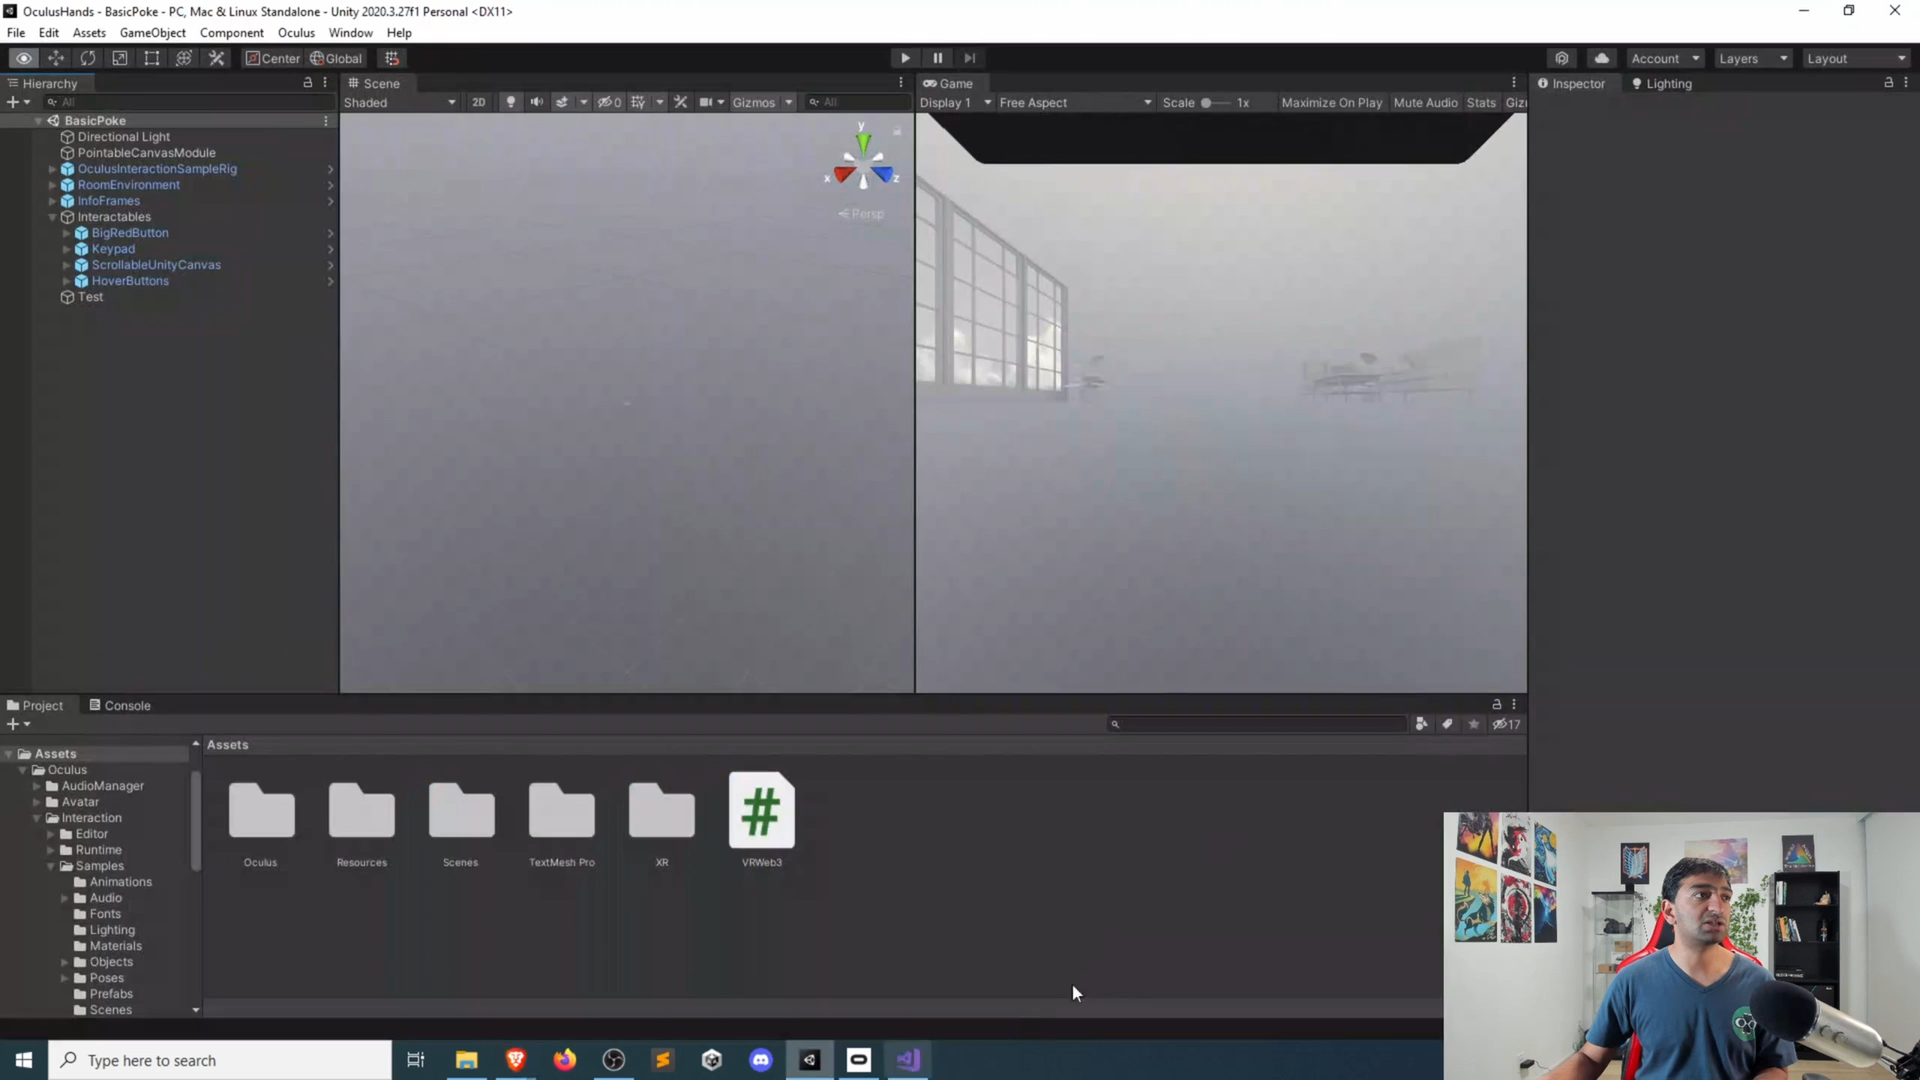 OculusHands - BasicPoke - PC, Mac & Linux Standalone - Unity 2020.3.27f1 Personal <DX11>
File Edit Assets GameObject Component Oculus Window Help
Center Global Account Layers Layout
Hierarchy Scene Game Inspector Lighting
All Shaded 2D 0 Gizmos All Display 1 Free Aspect Scale 1x Maximize On Play Mute Audio Stats Giz
BasicPoke
Directional Light
PointableCanvasModule
OculusInteractionSampleRig
RoomEnvironment
InfoFrames
Interactables
BigRedButton
Keypad
ScrollableUnityCanvas
HoverButtons
Test
y
x z
Persp
Project Console
17
Assets
Oculus
AudioManager
Avatar
Interaction
Editor
Runtime
Samples
Animations
Audio
Fonts
Lighting
Materials
Objects
Poses
Prefabs
Scenes
Assets
#
Oculus Resources Scenes TextMesh Pro XR VRWeb3
Type here to search